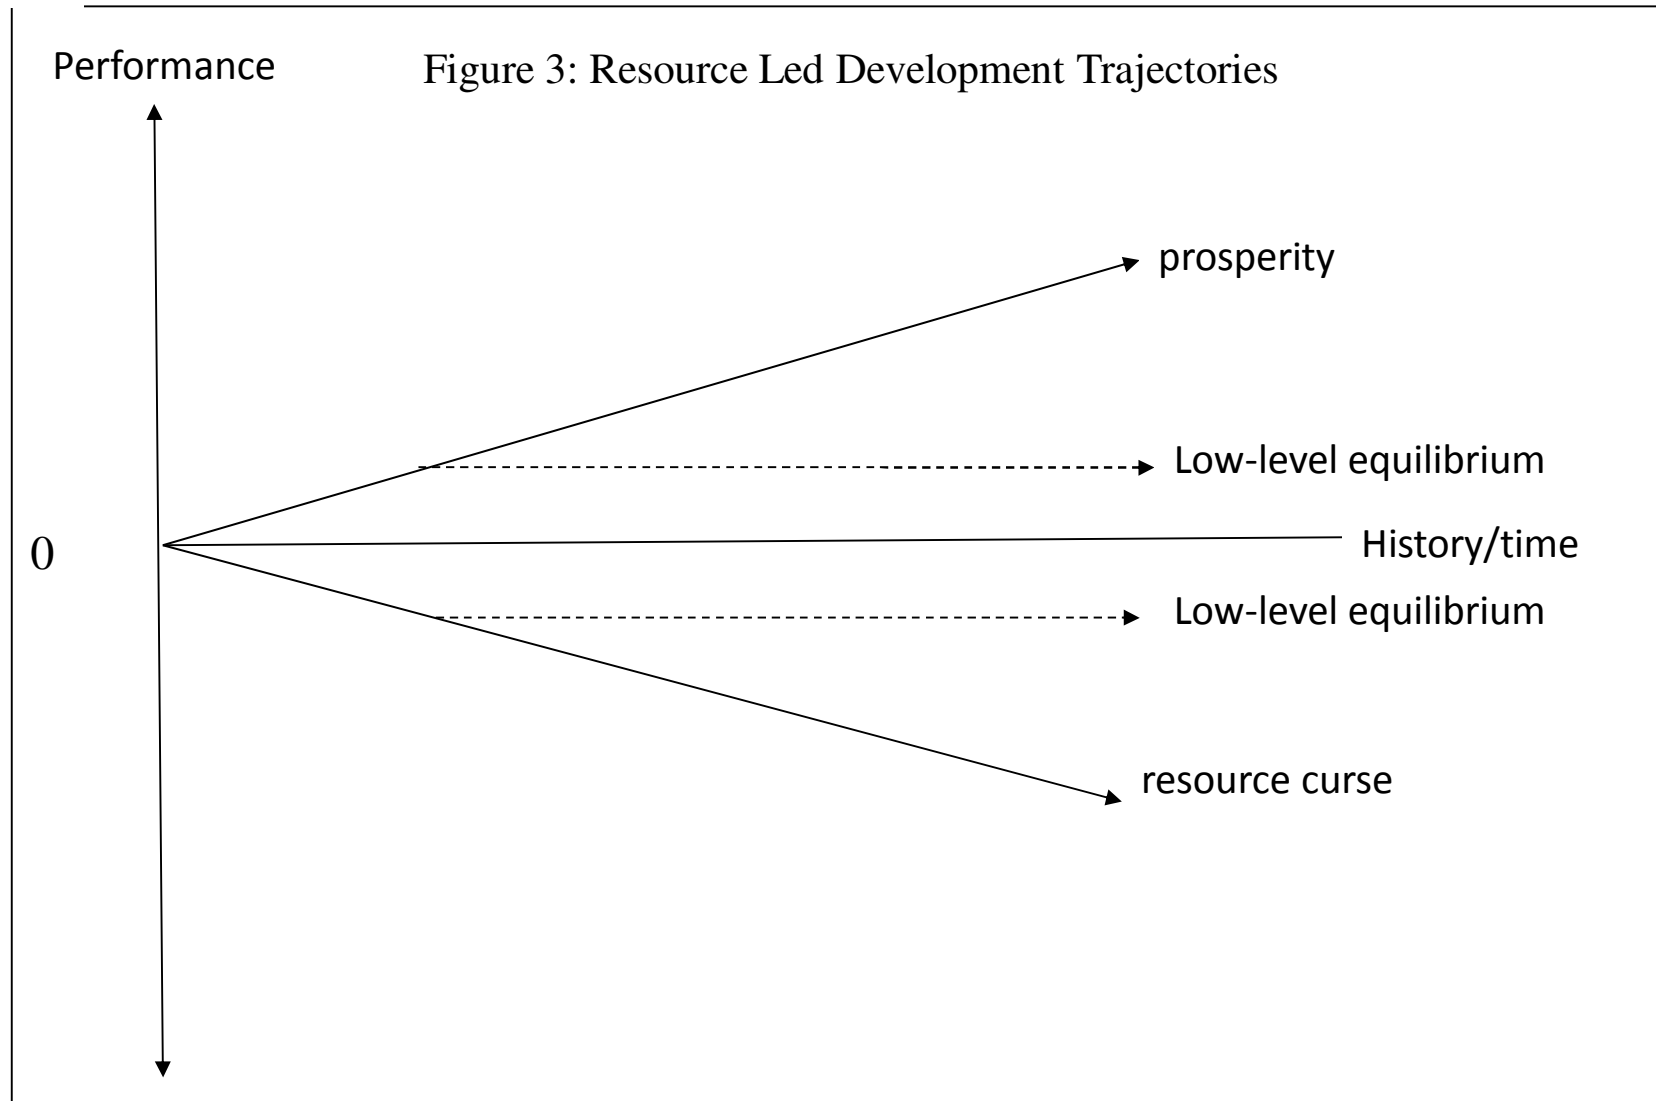 Performance
Figure 3: Resource Led Development Trajectories
prosperity
Low-level equilibrium
0
History/time
Low-level equilibrium
resource curse